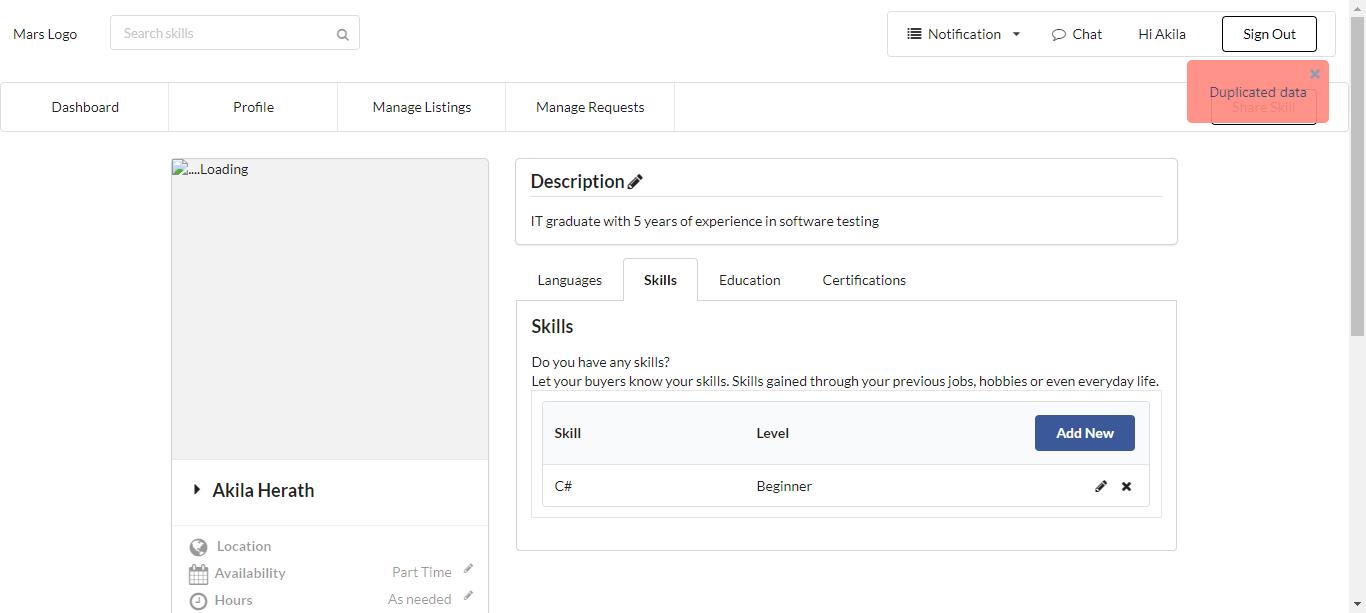 Mars Logo
Search skills
Notification
Chat
Hi Akila
Sign Out
Duplicated data
Dashboard
Profile
Manage Listings
Manage Requests
Share Skill
....Loading
Description
IT graduate with 5 years of experience in software testing
Languages
Skills
Education
Certifications
Skills
Do you have any skills?
Let your buyers know your skills. Skills gained through your previous jobs, hobbies or even everyday life.
Skill
Level
Add New
C#
Beginner
Akila Herath
Location
Availability
Part Time
Hours
As needed